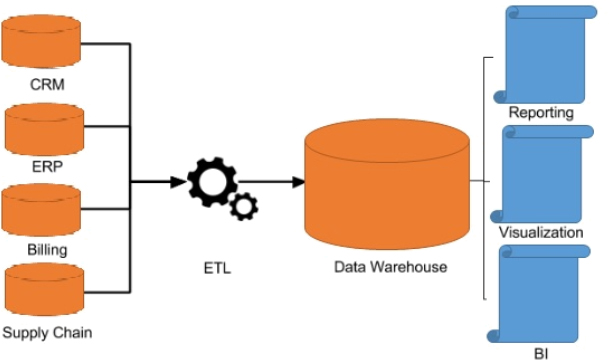 CRM
ERP
Billing
Supply Chain
ETL
Data Warehouse
Reporting
Visualization
BI